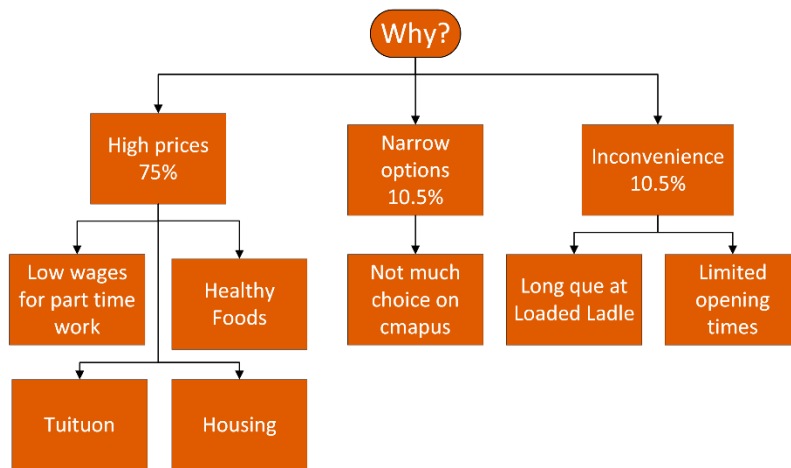 Why?
High prices
75%
Narrow
options
10.5%
Inconvenience
10.5%
Low wages
for part time
work
Healthy
Foods
Not much
choice on
cmapus
Long que at
Loaded Ladle
Limited
opening
times
Tuituon
Housing